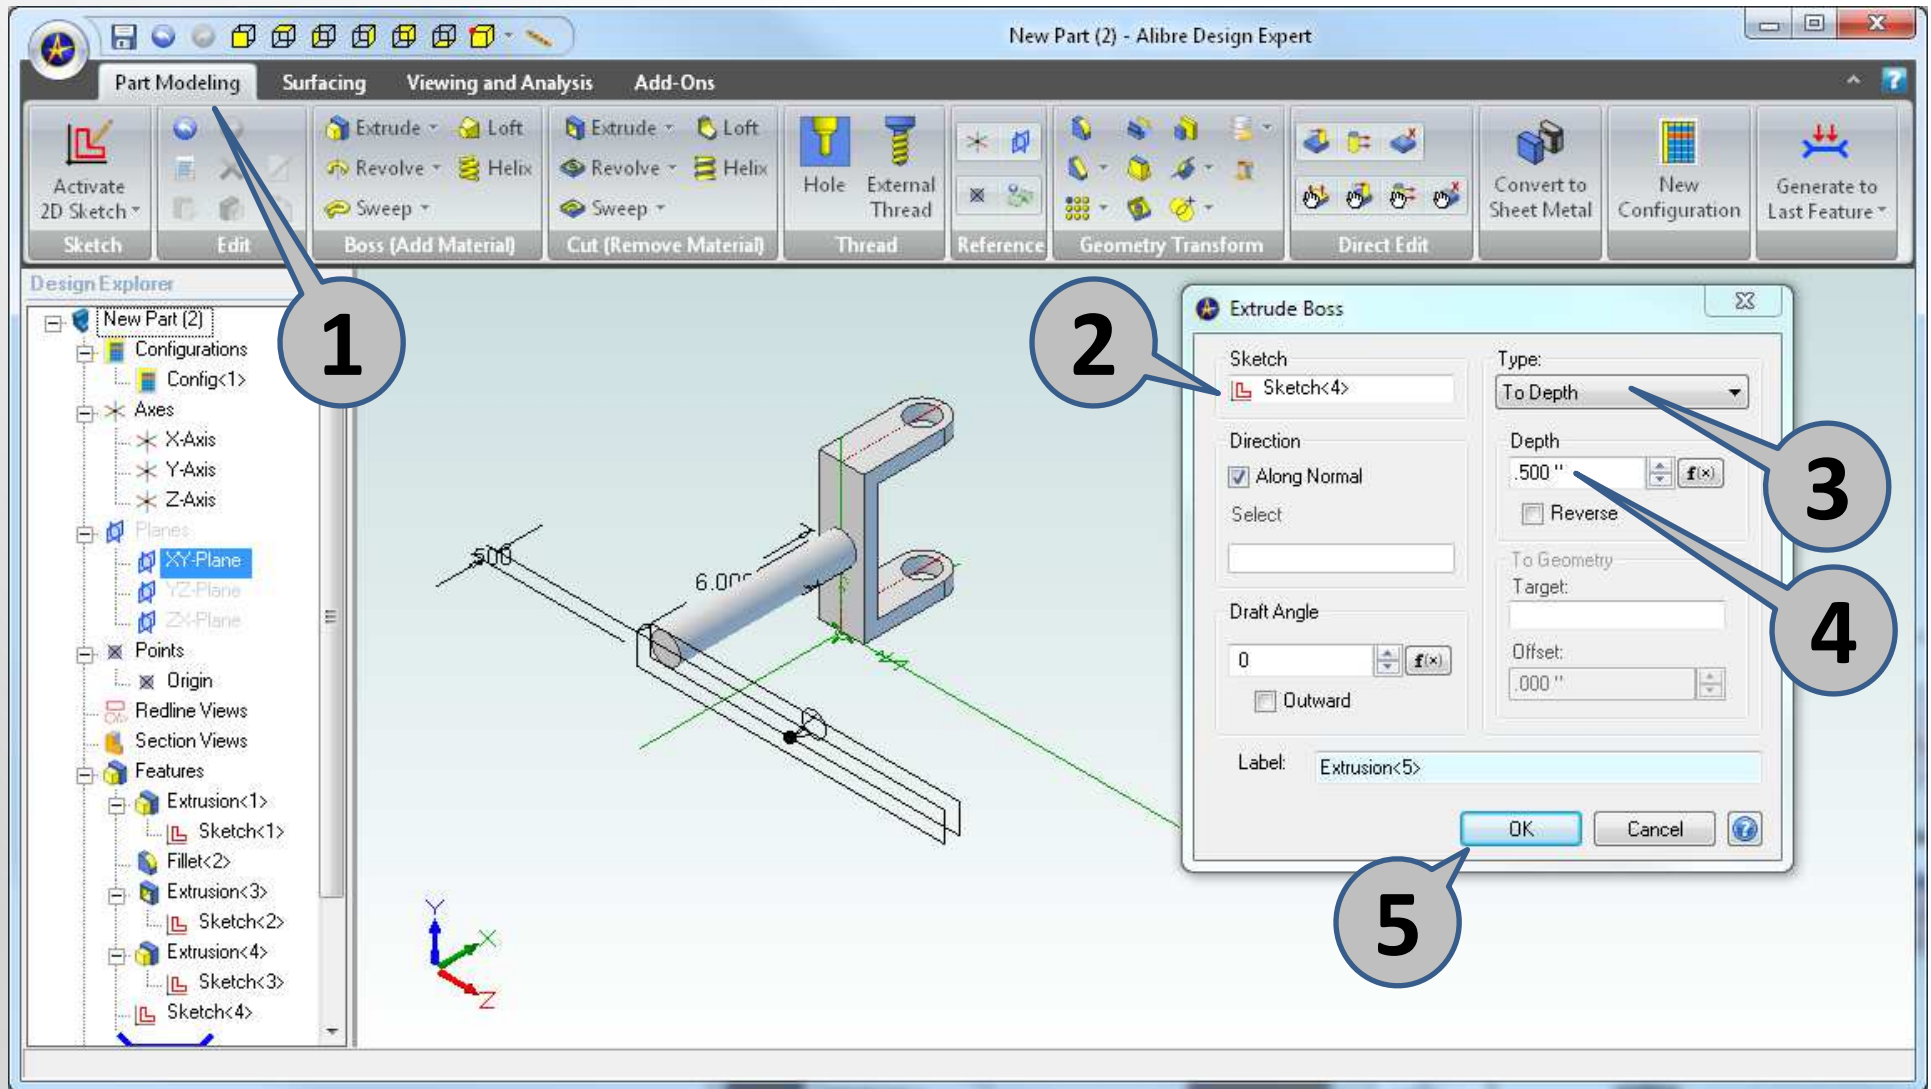 New Part (2) - Alibre Design Expert
Part Modeling Surfacing Viewing and Analysis Add-Ons
Activate
2D Sketch
Sketch
Edit
Extrude Loft
Revolve Helix
Sweep
Boss (Add Material)
Extrude Loft
Revolve Helix
Sweep
Cut (Remove Material)
Hole
External
Thread
Thread
Reference
Geometry Transform
Direct Edit
Convert to
Sheet Metal
New
Configuration
Generate to
Last Feature
Design Explorer
New Part (2)
Configurations
Config<1>
Axes
X-Axis
Y-Axis
Z-Axis
Planes
XY-Plane
YZ-Plane
ZX-Plane
Points
Origin
Redline Views
Section Views
Features
Extrusion<1>
Sketch<1>
Fillet<2>
Extrusion<3>
Sketch<2>
Extrusion<4>
Sketch<3>
Sketch<4>
1
.500
Y
X
Z
2
Extrude Boss
Sketch
Sketch<4>
Direction
Along Normal
Select
Draft Angle
0
f(x)
Outward
Type:
To Depth
Depth
.500 "
f(x)
Reverse
To Geometry
Target:
Offset:
.000 "
Label: Extrusion<5>
OK Cancel ?
3
4
5